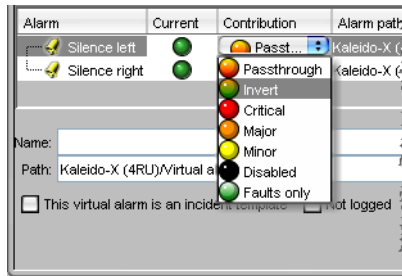 Alarm Current Contribution Alarm path
Silence left Passt... Kaleido-X (
Silence right Passthrough Kaleido-X (
Invert
Critical
Major
Name: Minor
Path: Kaleido-X (4RU)/Virtual a Disabled
Faults only
This virtual alarm is an incident template Not logged